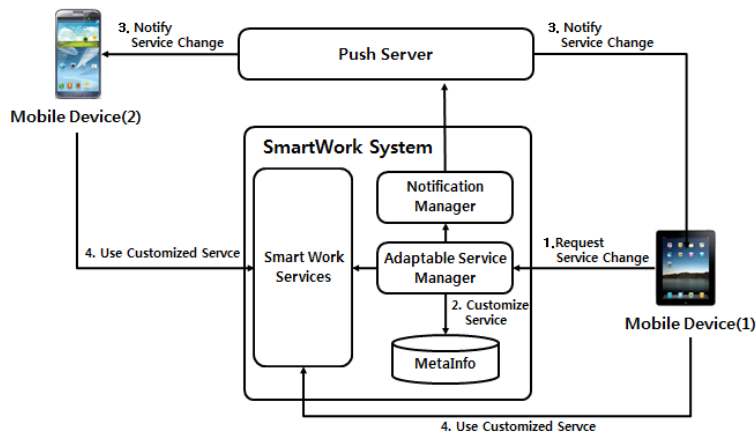 3. Notify
Service Change
Push Server
3. Notify
Service Change
Mobile Device(2)
SmartWork System
Notification
Manager
4. Use Customized Servce
Smart Work
Services
Adaptable Service
Manager
1.Request
Service Change
2. Customize
Service
Mobile Device(1)
MetaInfo
4. Use Customized Servce